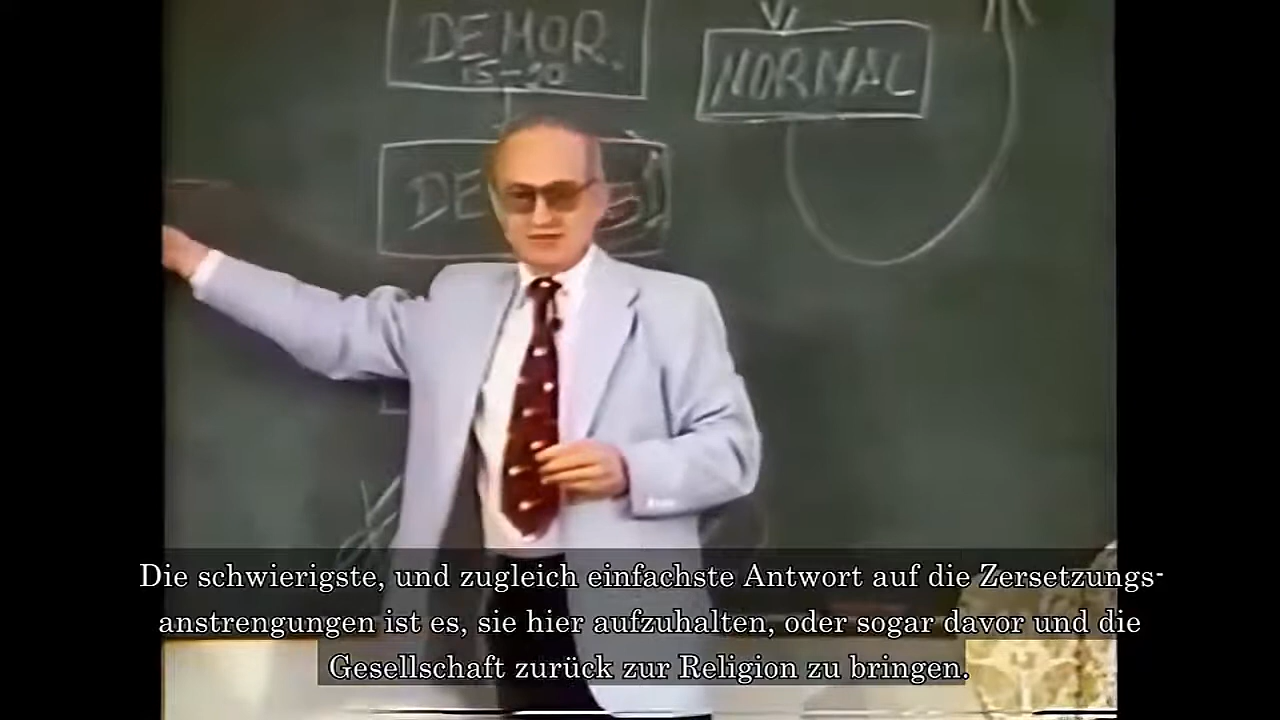 DEMOR.
15-20
NORMAL
DE
Die schwierigste, und zugleich einfachste Antwort auf die Zersetzungs-
anstrengungen ist es, sie hier aufzuhalten, oder sogar davor und die
Gesellschaft zurück zur Religion zu bringen.